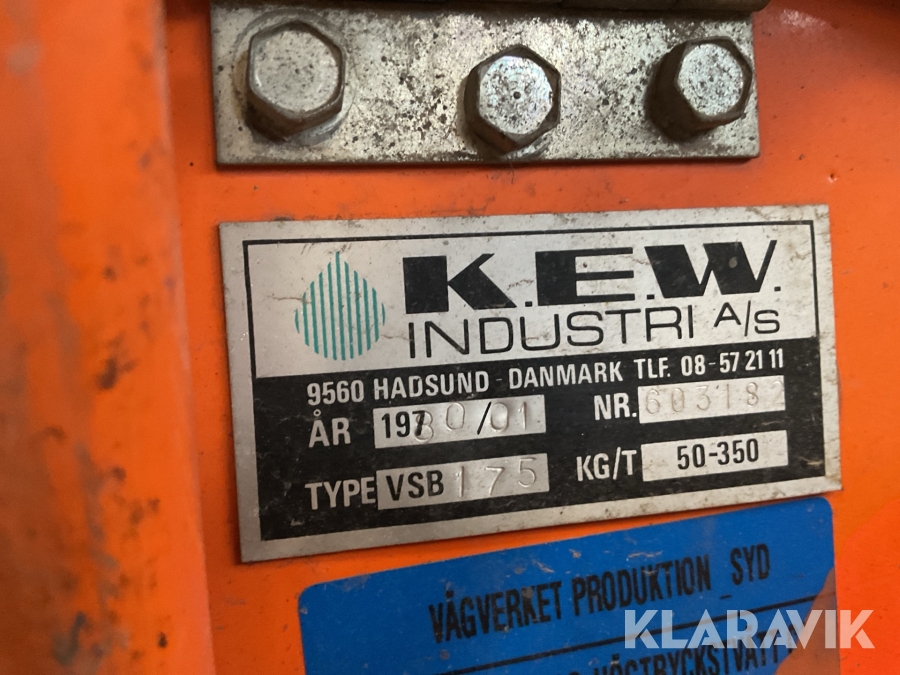 K.E.W.
INDUSTRI A/S
9560 HADSUND - DANMARK TLF. 08-57 21 11
ÅR 19780/01 NR. 603182
TYPE VSB 175 KG/T 50-350
VÄGVERKET PRODUKTION SYD
KLARAVIK